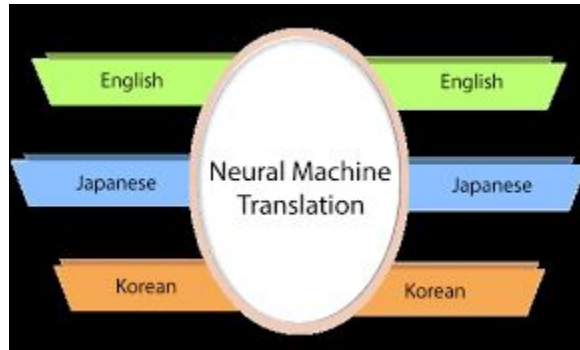 English
English
Neural Machine
Translation
Japanese
Japanese
Korean
Korean